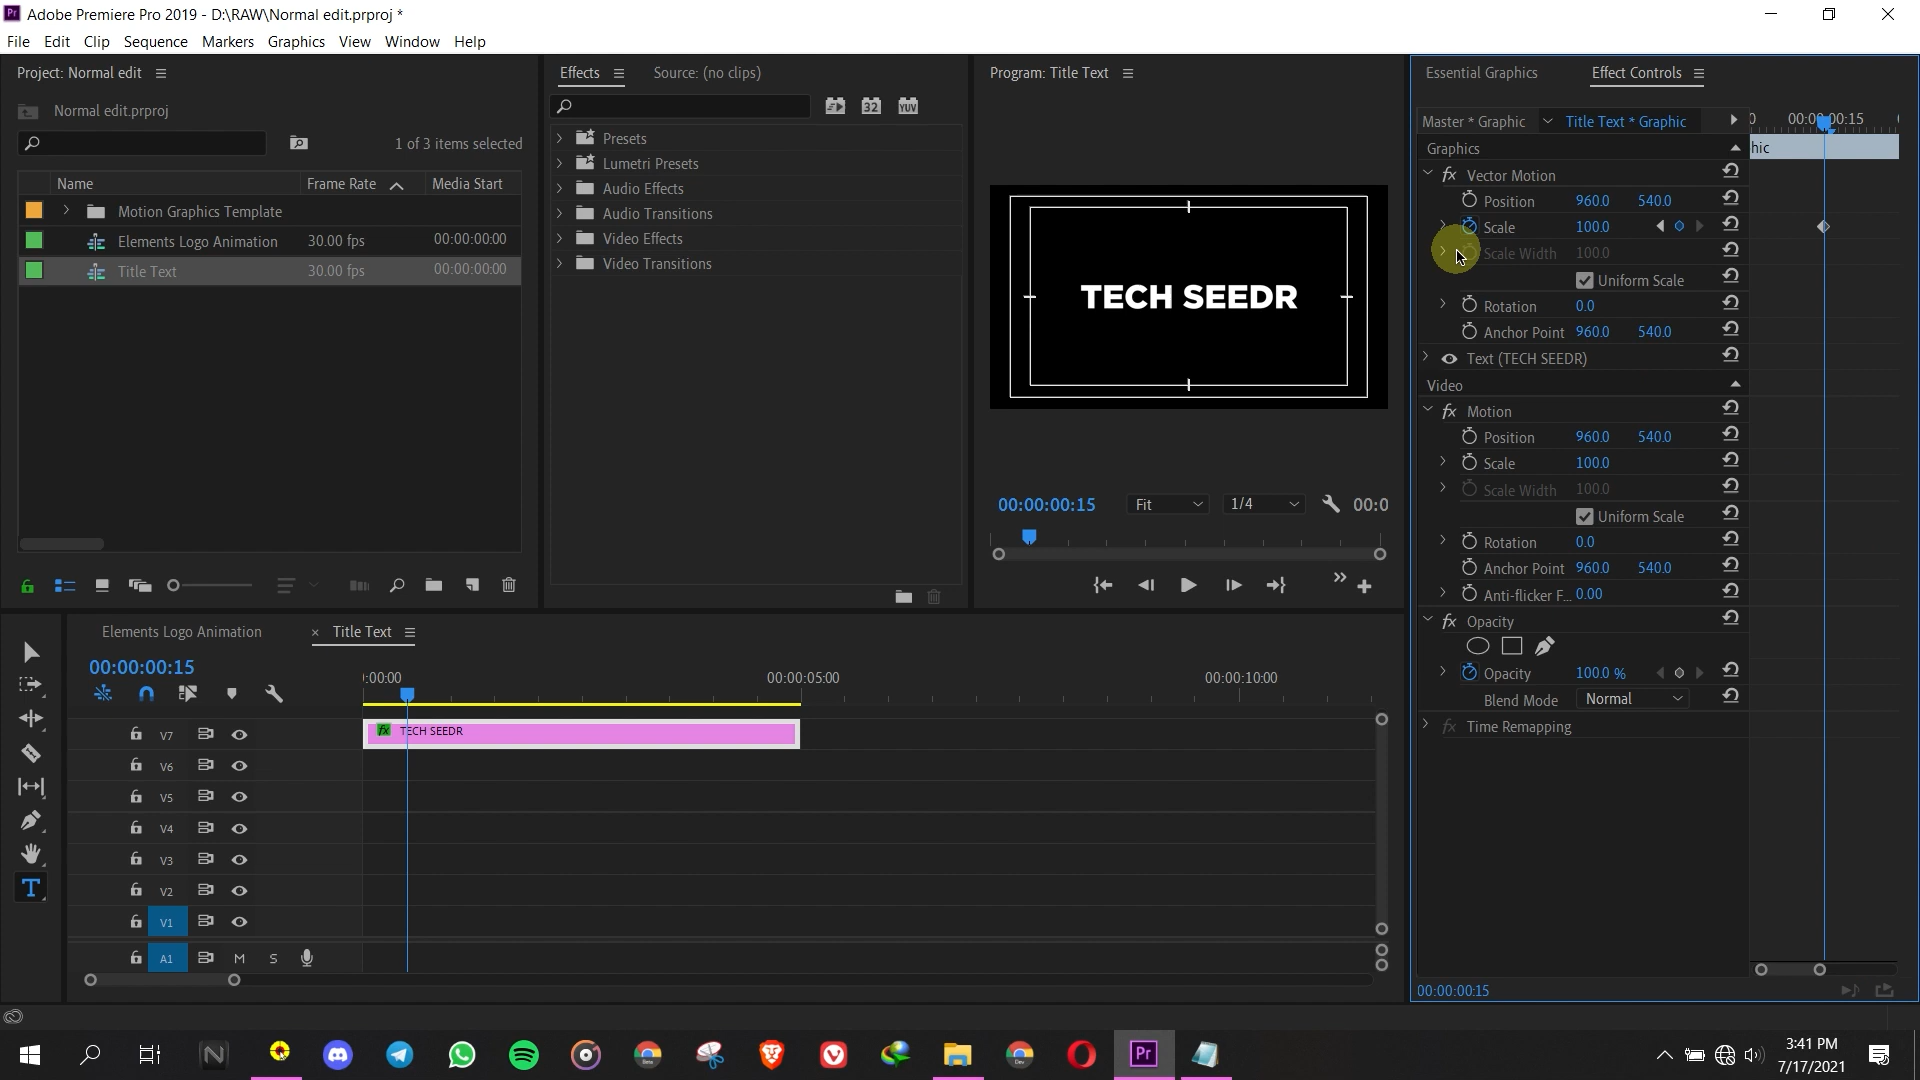 Pr Adobe Premiere Pro 2019 - D:\RAW\Normal edit.prproj *
File Edit Clip Sequence Markers Graphics View Window Help
Project: Normal edit
Normal edit.prproj
1 of 3 items selected
Name Frame Rate Media Start
Motion Graphics Template
Elements Logo Animation 30.00 fps 00:00:00:00
Title Text 30.00 fps 00:00:00:00
Effects Source: (no clips)
32 YUV
Presets
Lumetri Presets
Audio Effects
Audio Transitions
Video Effects
Video Transitions
Program: Title Text
TECH SEEDR
00:00:00:15 Fit 1/4 00:0
Essential Graphics Effect Controls
Master * Graphic Title Text * Graphic
Graphics
fx Vector Motion
Position 960.0 540.0
Scale 100.0
Scale Width 100.0
Uniform Scale
Rotation 0.0
Anchor Point 960.0 540.0
Text (TECH SEEDR)
Video
fx Motion
Position 960.0 540.0
Scale 100.0
Scale Width 100.0
Uniform Scale
Rotation 0.0
Anchor Point 960.0 540.0
Anti-flicker F... 0.00
fx Opacity
Opacity 100.0 %
Blend Mode Normal
fx Time Remapping
hic
00:00:00:15
Elements Logo Animation × Title Text
00:00:00:15
:00:00 00:00:05:00 00:00:10:00
V7 fx TECH SEEDR
V6
V5
V4
V3
V2
V1
A1 M S
T
N Pr
3:41 PM
7/17/2021